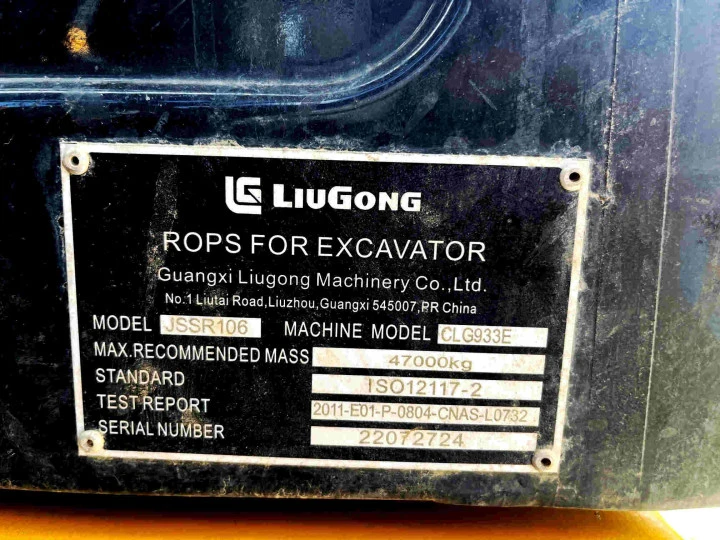 LG LIUGONG
ROPS FOR EXCAVATOR
Guangxi Liugong Machinery Co.,Ltd.
No.1 Liutai Road,Liuzhou,Guangxi 545007,PR China
MODEL JSSR106 MACHINE MODEL CLG933E
MAX.RECOMMENDED MASS 47000kg
STANDARD ISO12117-2
TEST REPORT 2011-E01-P-0804-CNAS-L0732
SERIAL NUMBER 22072724